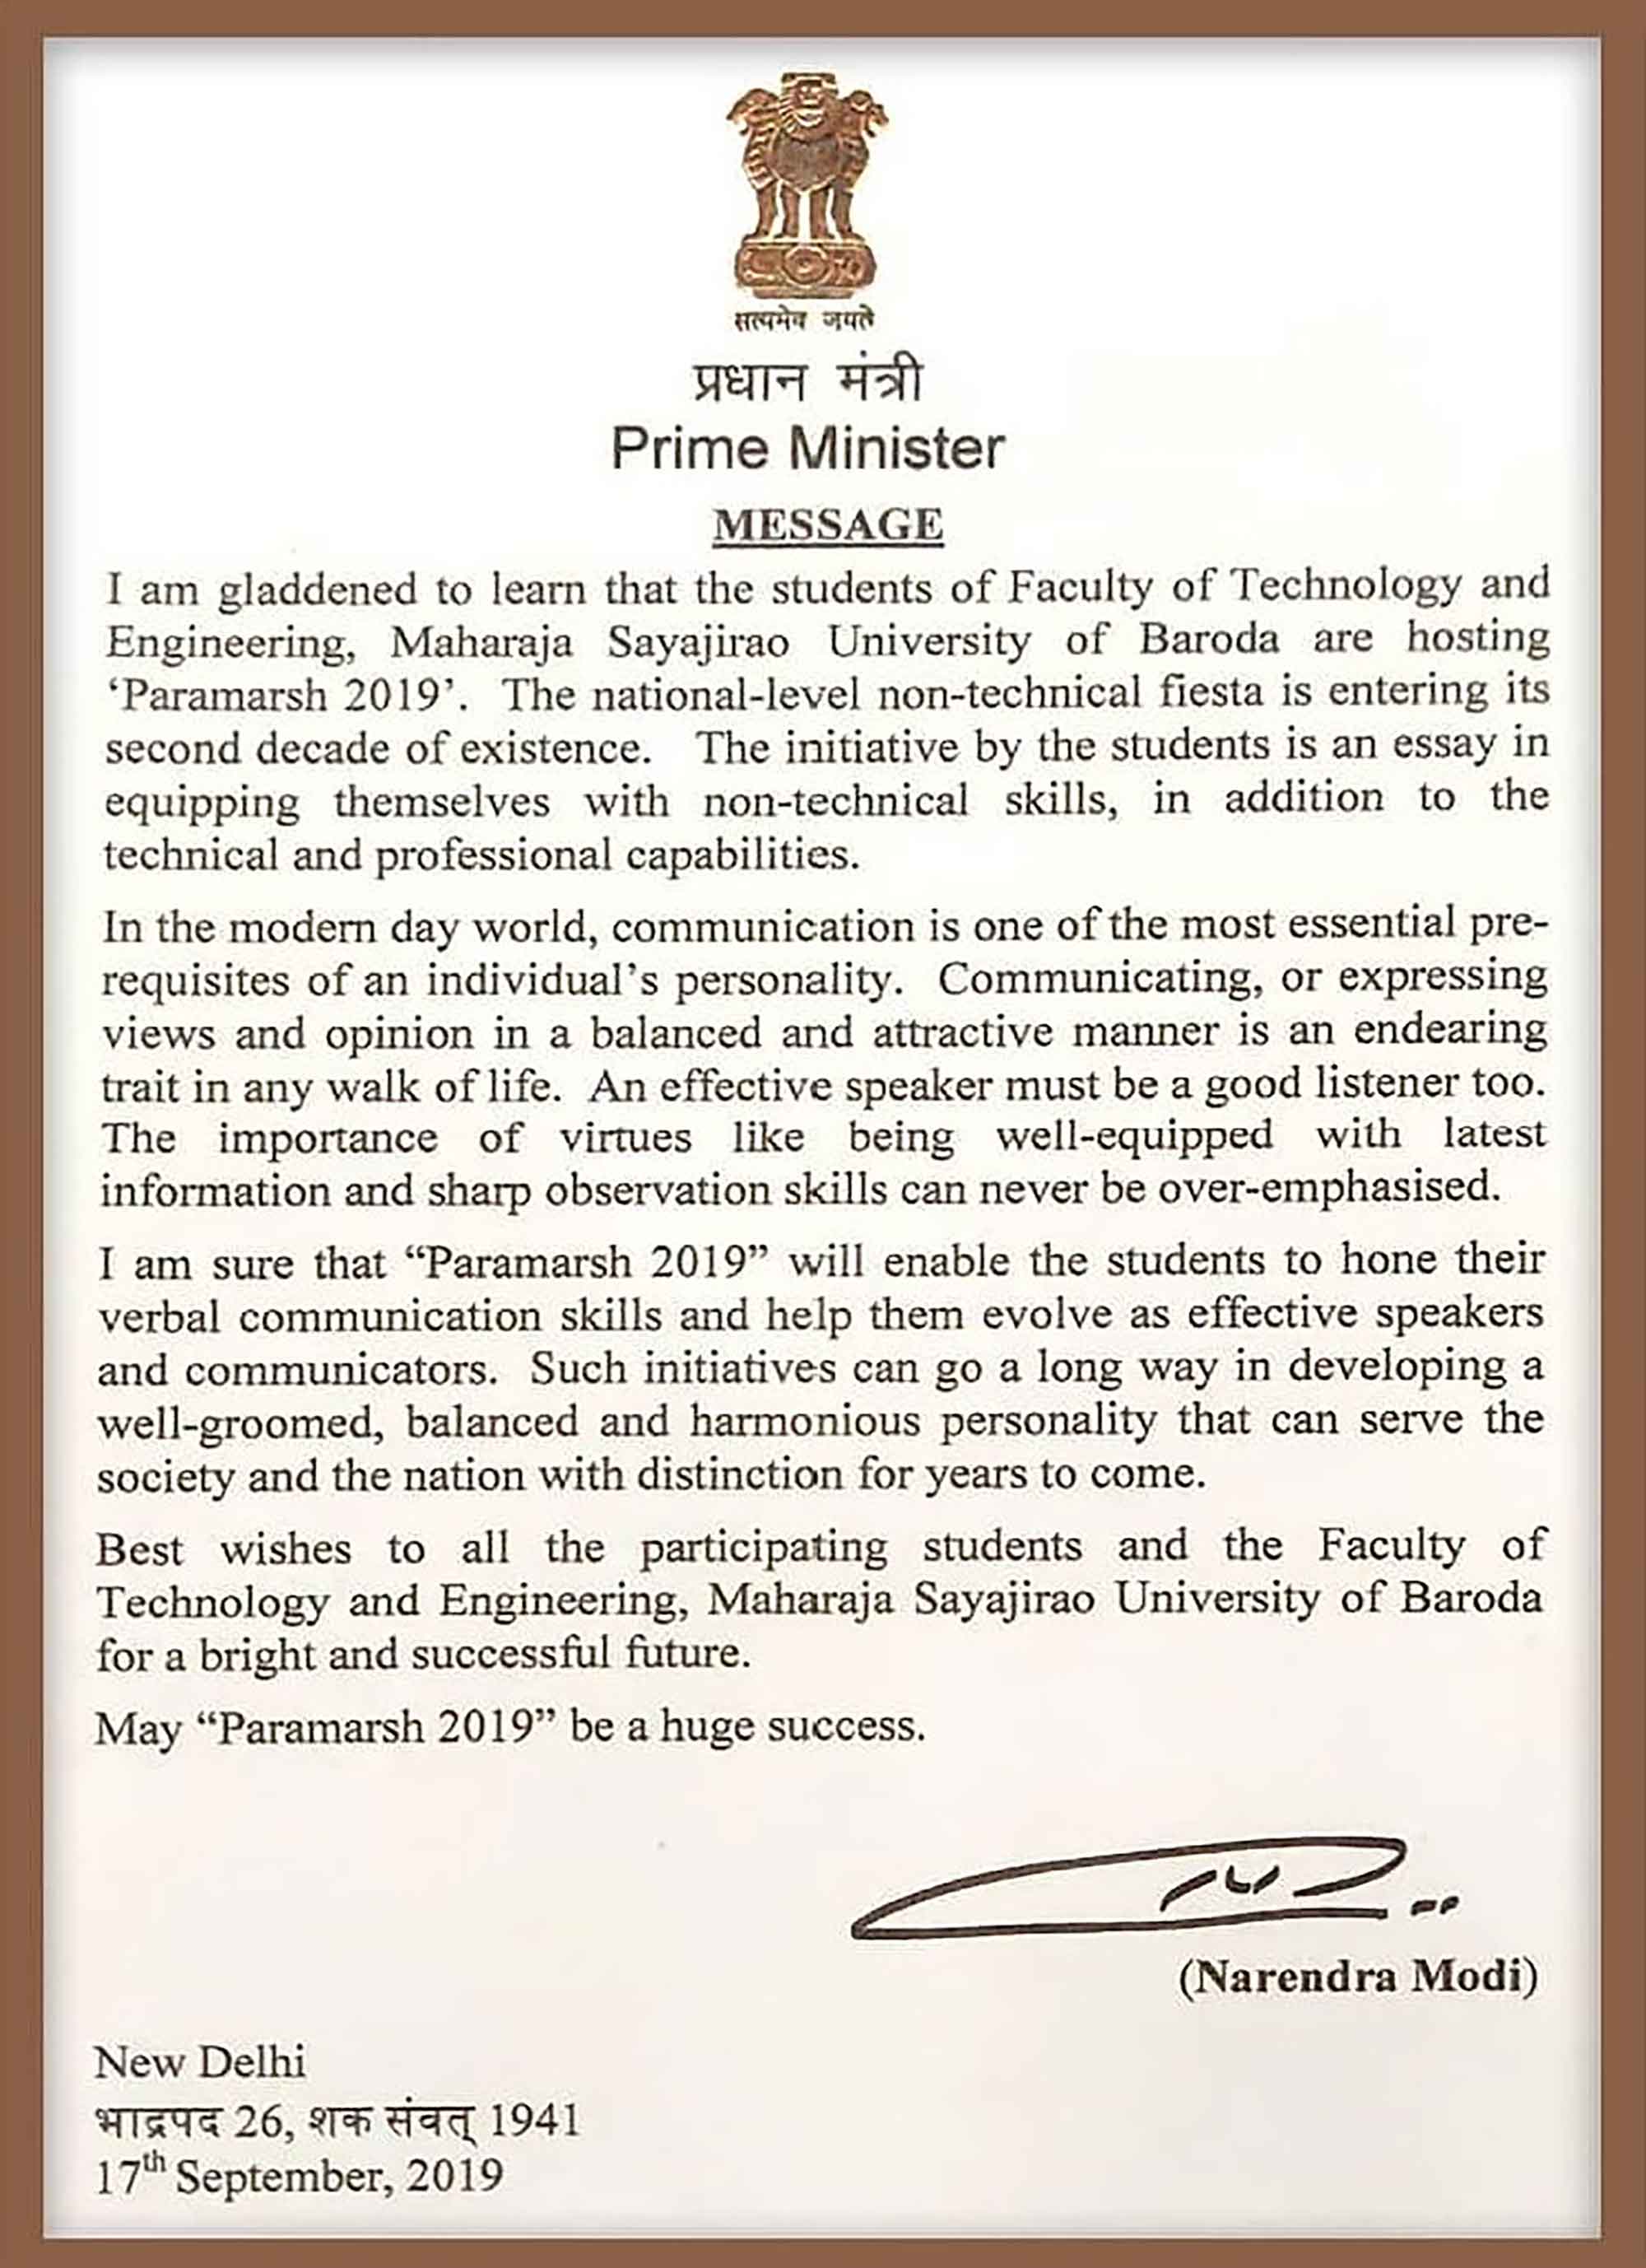 सत्यमेव जयते
प्रधान मंत्री
Prime Minister
MESSAGE
I am gladdened to learn that the students of Faculty of Technology and
Engineering, Maharaja Sayajirao University of Baroda are hosting
‘Paramarsh 2019’. The national-level non-technical fiesta is entering its
second decade of existence. The initiative by the students is an essay in
equipping themselves with non-technical skills, in addition to the
technical and professional capabilities.
In the modern day world, communication is one of the most essential pre-
requisites of an individual’s personality. Communicating, or expressing
views and opinion in a balanced and attractive manner is an endearing
trait in any walk of life. An effective speaker must be a good listener too.
The importance of virtues like being well-equipped with latest
information and sharp observation skills can never be over-emphasised.
I am sure that “Paramarsh 2019” will enable the students to hone their
verbal communication skills and help them evolve as effective speakers
and communicators. Such initiatives can go a long way in developing a
well-groomed, balanced and harmonious personality that can serve the
society and the nation with distinction for years to come.
Best wishes to all the participating students and the Faculty of
Technology and Engineering, Maharaja Sayajirao University of Baroda
for a bright and successful future.
May “Paramarsh 2019” be a huge success.
(Narendra Modi)
New Delhi
भाद्रपद 26, शक संवत् 1941
17th September, 2019